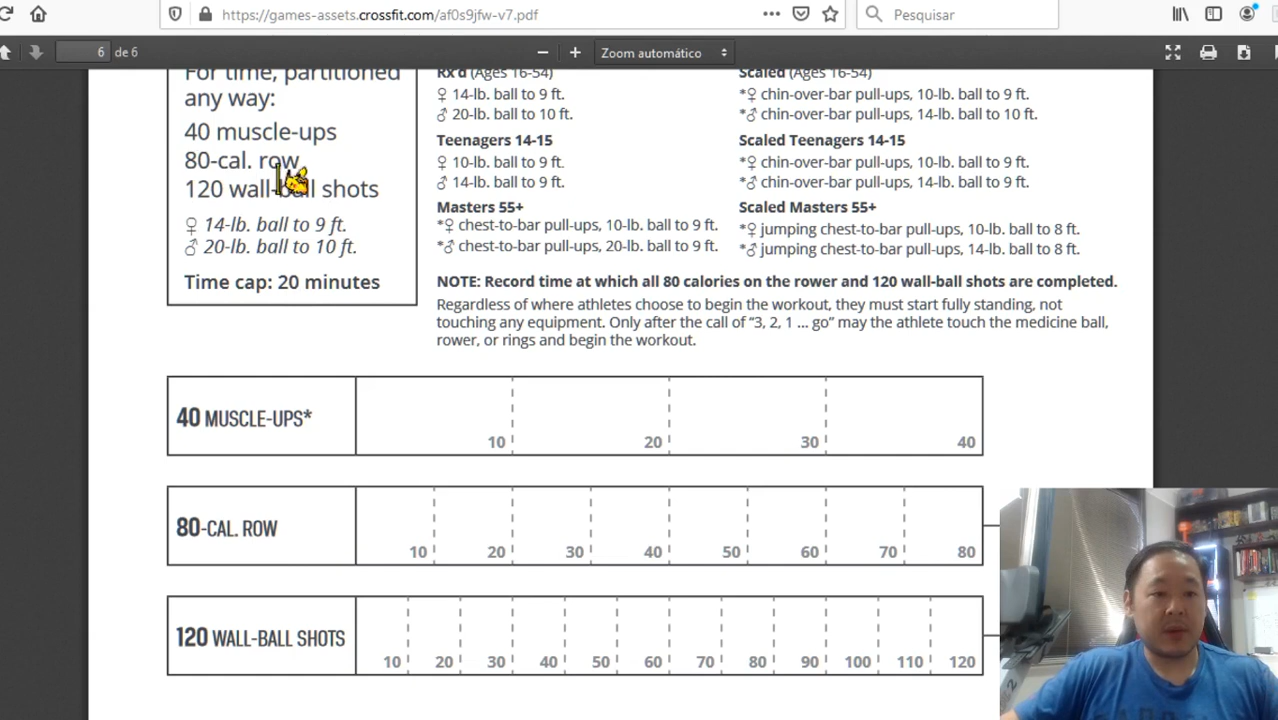 https://games-assets.crossfit.com/af0s9jfw-v7.pdf
Pesquisar
6 de 6
Zoom automático
For time, partitioned
any way:
40 muscle-ups
80-cal. row
120 wall-ball shots
♀ 14-lb. ball to 9 ft.
♂ 20-lb. ball to 10 ft.
Time cap: 20 minutes
Rx'd (Ages 16-54)
♀ 14-lb. ball to 9 ft.
♂ 20-lb. ball to 10 ft.
Teenagers 14-15
♀ 10-lb. ball to 9 ft.
♂ 14-lb. ball to 9 ft.
Masters 55+
*♀ chest-to-bar pull-ups, 10-lb. ball to 9 ft.
*♂ chest-to-bar pull-ups, 20-lb. ball to 9 ft.
Scaled (Ages 16-54)
*♀ chin-over-bar pull-ups, 10-lb. ball to 9 ft.
*♂ chin-over-bar pull-ups, 14-lb. ball to 10 ft.
Scaled Teenagers 14-15
*♀ chin-over-bar pull-ups, 10-lb. ball to 9 ft.
*♂ chin-over-bar pull-ups, 14-lb. ball to 9 ft.
Scaled Masters 55+
*♀ jumping chest-to-bar pull-ups, 10-lb. ball to 8 ft.
*♂ jumping chest-to-bar pull-ups, 14-lb. ball to 8 ft.
NOTE: Record time at which all 80 calories on the rower and 120 wall-ball shots are completed.
Regardless of where athletes choose to begin the workout, they must start fully standing, not
touching any equipment. Only after the call of "3, 2, 1 ... go" may the athlete touch the medicine ball,
rower, or rings and begin the workout.
40 MUSCLE-UPS*
10 20 30 40
80-CAL. ROW
10 20 30 40 50 60 70 80
120 WALL-BALL SHOTS
10 20 30 40 50 60 70 80 90 100 110 120